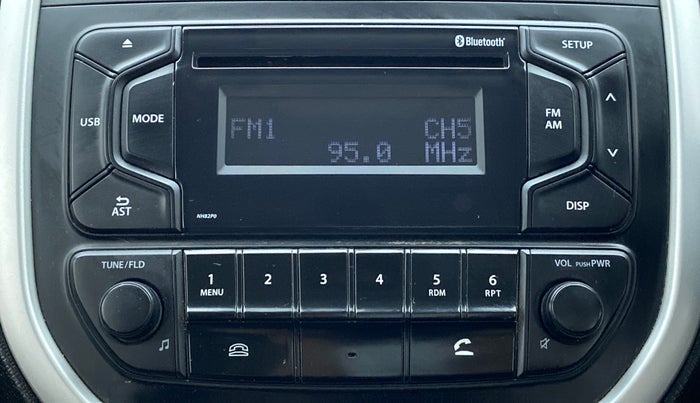 Bluetooth
SETUP
USB
MODE
FM
AM
FM1 CH5
95.0 MHz
AST
DISP
NH82P0
TUNE/FLD
VOL PUSH PWR
1 2 3 4 5 6
MENU RDM RPT